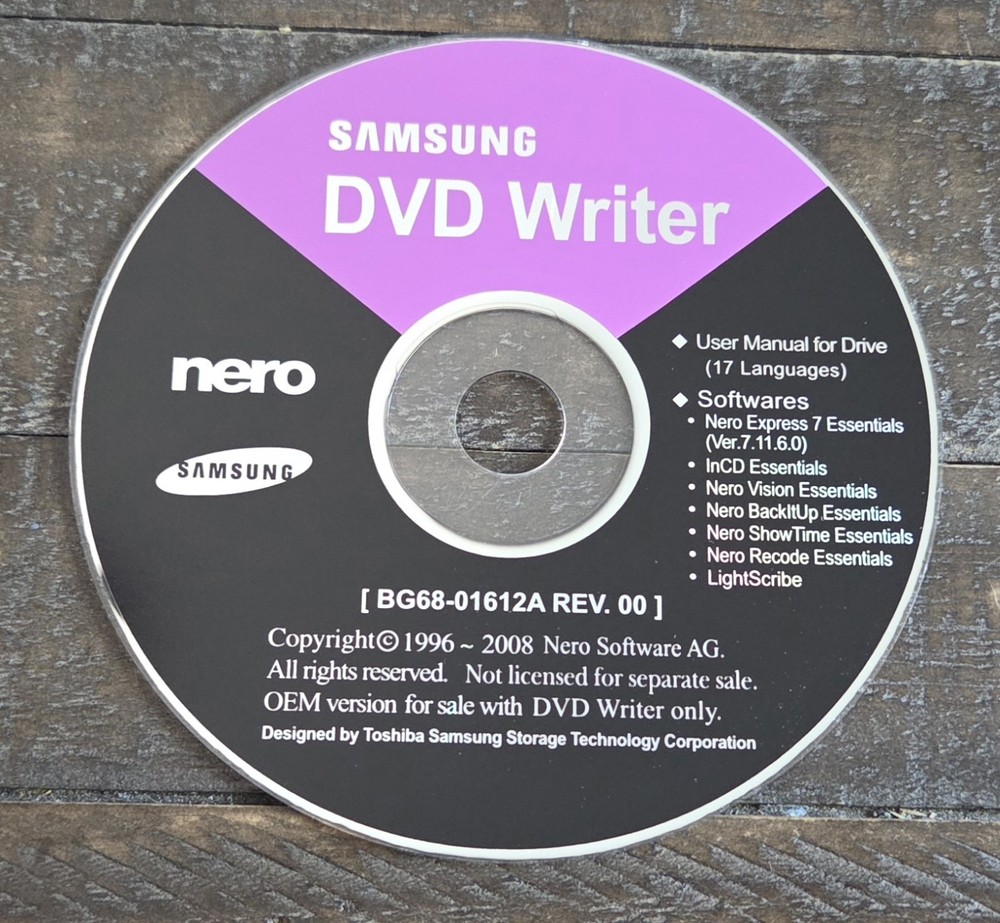 SAMSUNG
DVD Writer
nero
SAMSUNG
◆ User Manual for Drive
(17 Languages)
◆ Softwares
• Nero Express 7 Essentials
(Ver.7.11.6.0)
• InCD Essentials
• Nero Vision Essentials
• Nero BackItUp Essentials
• Nero ShowTime Essentials
• Nero Recode Essentials
• LightScribe
[ BG68-01612A REV. 00 ]
Copyright© 1996 ~ 2008 Nero Software AG.
All rights reserved. Not licensed for separate sale.
OEM version for sale with DVD Writer only.
Designed by Toshiba Samsung Storage Technology Corporation